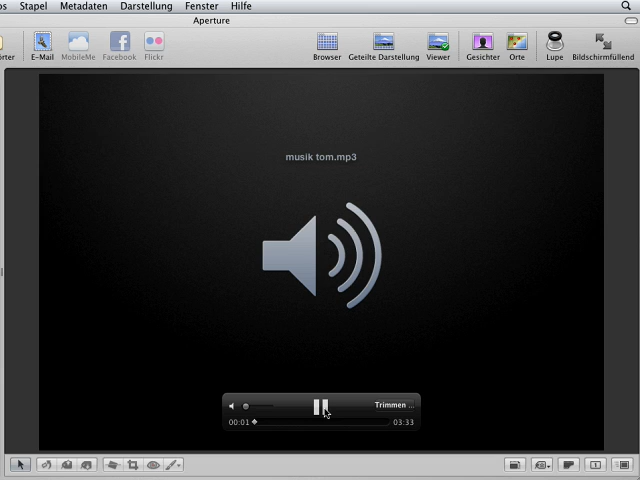 os Stapel Metadaten Darstellung Fenster Hilfe
Aperture
örter E-Mail MobileMe Facebook Flickr Browser Geteilte Darstellung Viewer Gesichter Orte Lupe Bildschirmfüllend
musik tom.mp3
Trimmen ...
00:01 03:33